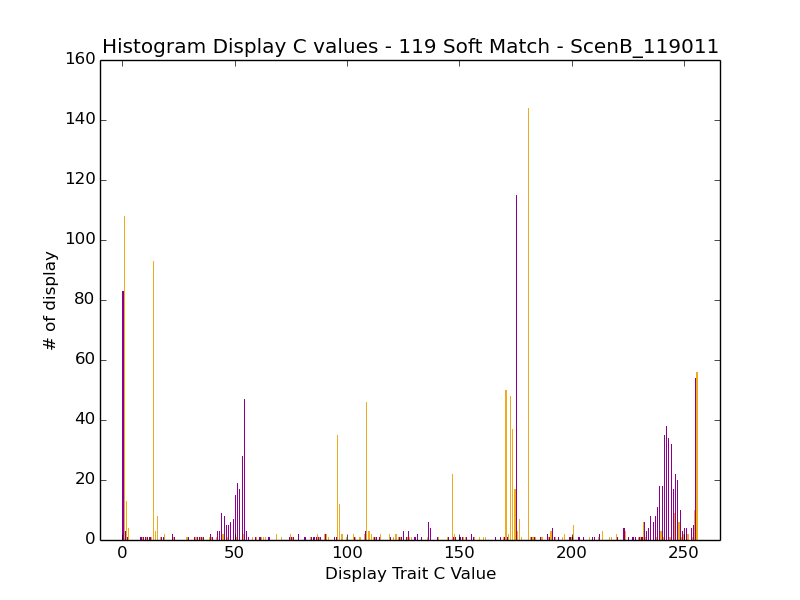 Histogram Display C values - 119 Soft Match - ScenB_119011
160
140
120
100
80
60
40
20
0
# of display
0 50 100 150 200 250
Display Trait C Value